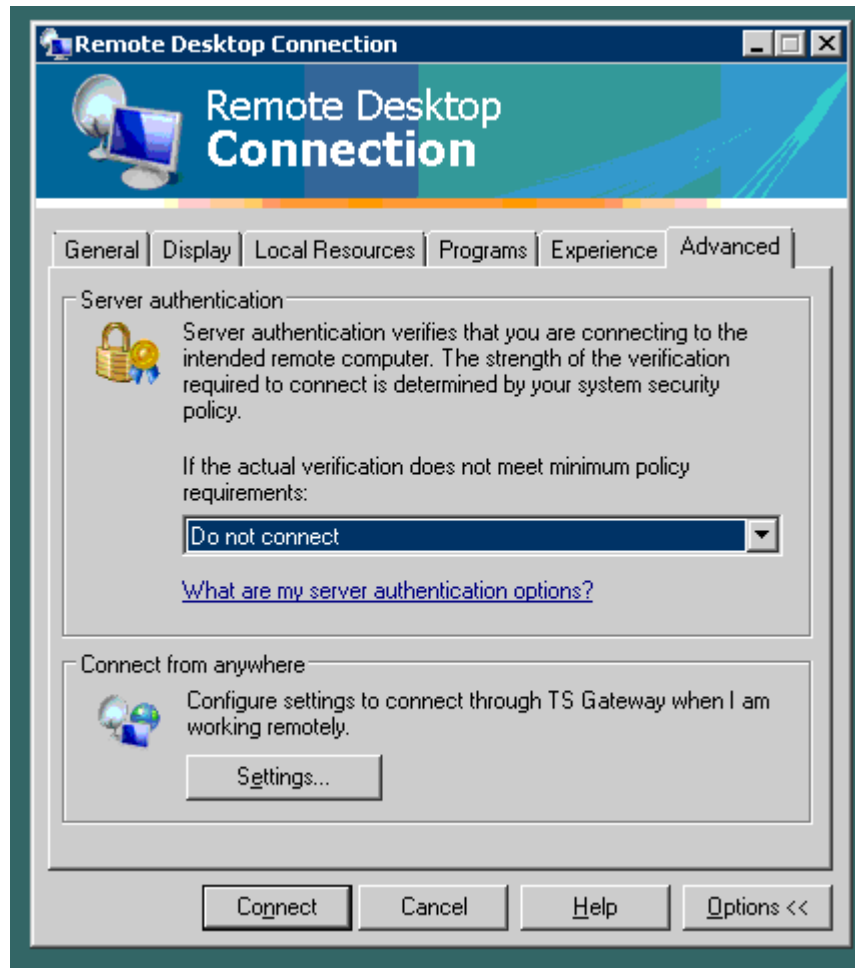 Remote Desktop Connection
Remote Desktop
Connection
General Display Local Resources Programs Experience Advanced
Server authentication
Server authentication verifies that you are connecting to the
intended remote computer. The strength of the verification
required to connect is determined by your system security
policy.
If the actual verification does not meet minimum policy
requirements:
Do not connect
What are my server authentication options?
Connect from anywhere
Configure settings to connect through TS Gateway when I am
working remotely.
Settings...
Connect Cancel Help Options <<